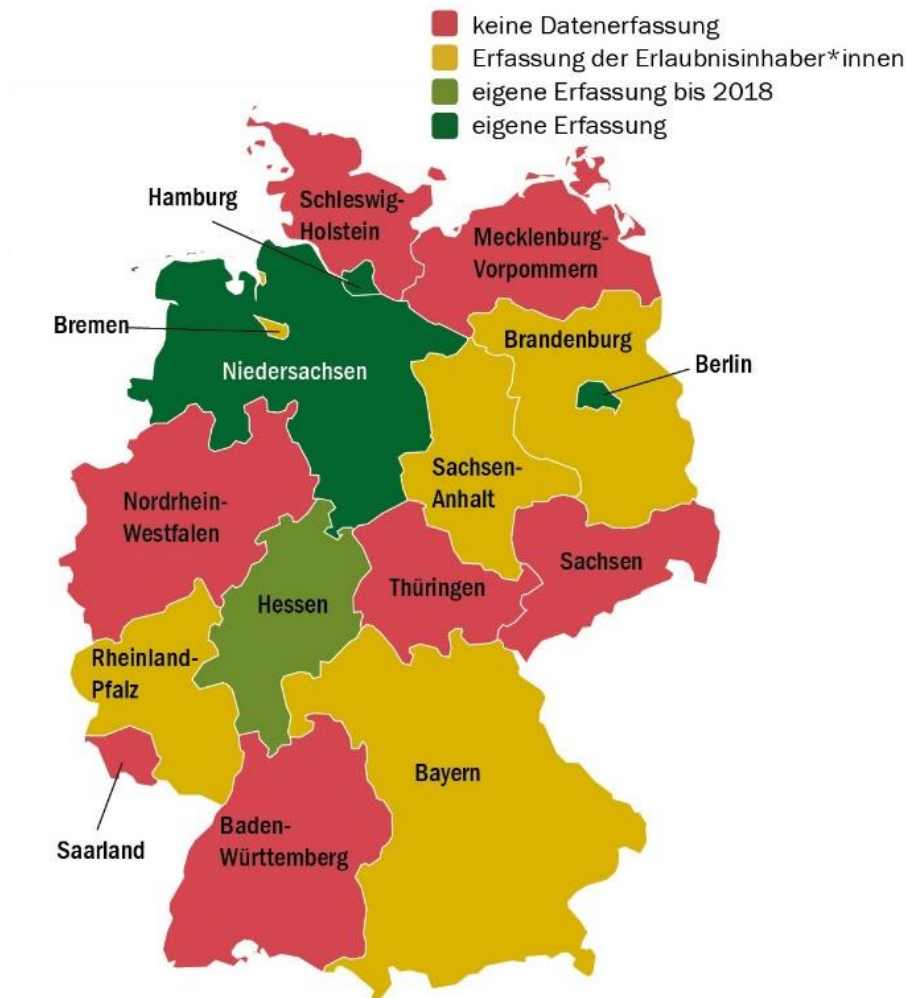 keine Datenerfassung
Erfassung der Erlaubnisinhaber*innen
eigene Erfassung bis 2018
eigene Erfassung
Hamburg
Schleswig-
Holstein
Mecklenburg-
Vorpommern
Bremen
Niedersachsen
Brandenburg
Berlin
Sachsen-
Anhalt
Nordrhein-
Westfalen
Hessen
Thüringen
Sachsen
Rheinland-
Pfalz
Bayern
Saarland
Baden-
Württemberg